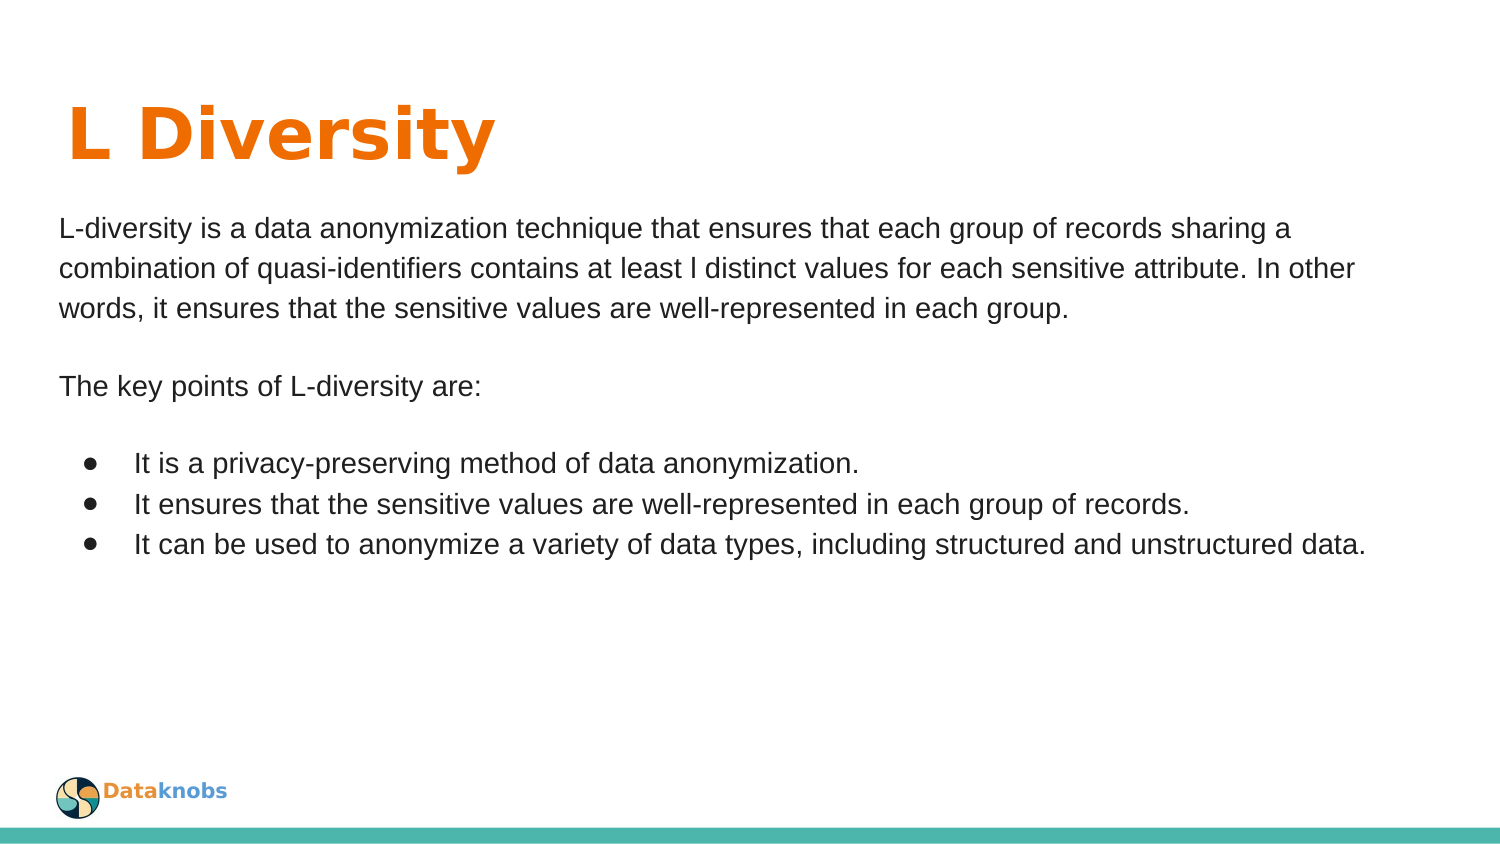 L Diversity
L-diversity is a data anonymization technique that ensures that each group of records sharing a
combination of quasi-identifiers contains at least l distinct values for each sensitive attribute. In other
words, it ensures that the sensitive values are well-represented in each group.
The key points of L-diversity are:
● It is a privacy-preserving method of data anonymization.
● It ensures that the sensitive values are well-represented in each group of records.
● It can be used to anonymize a variety of data types, including structured and unstructured data.
Dataknobs